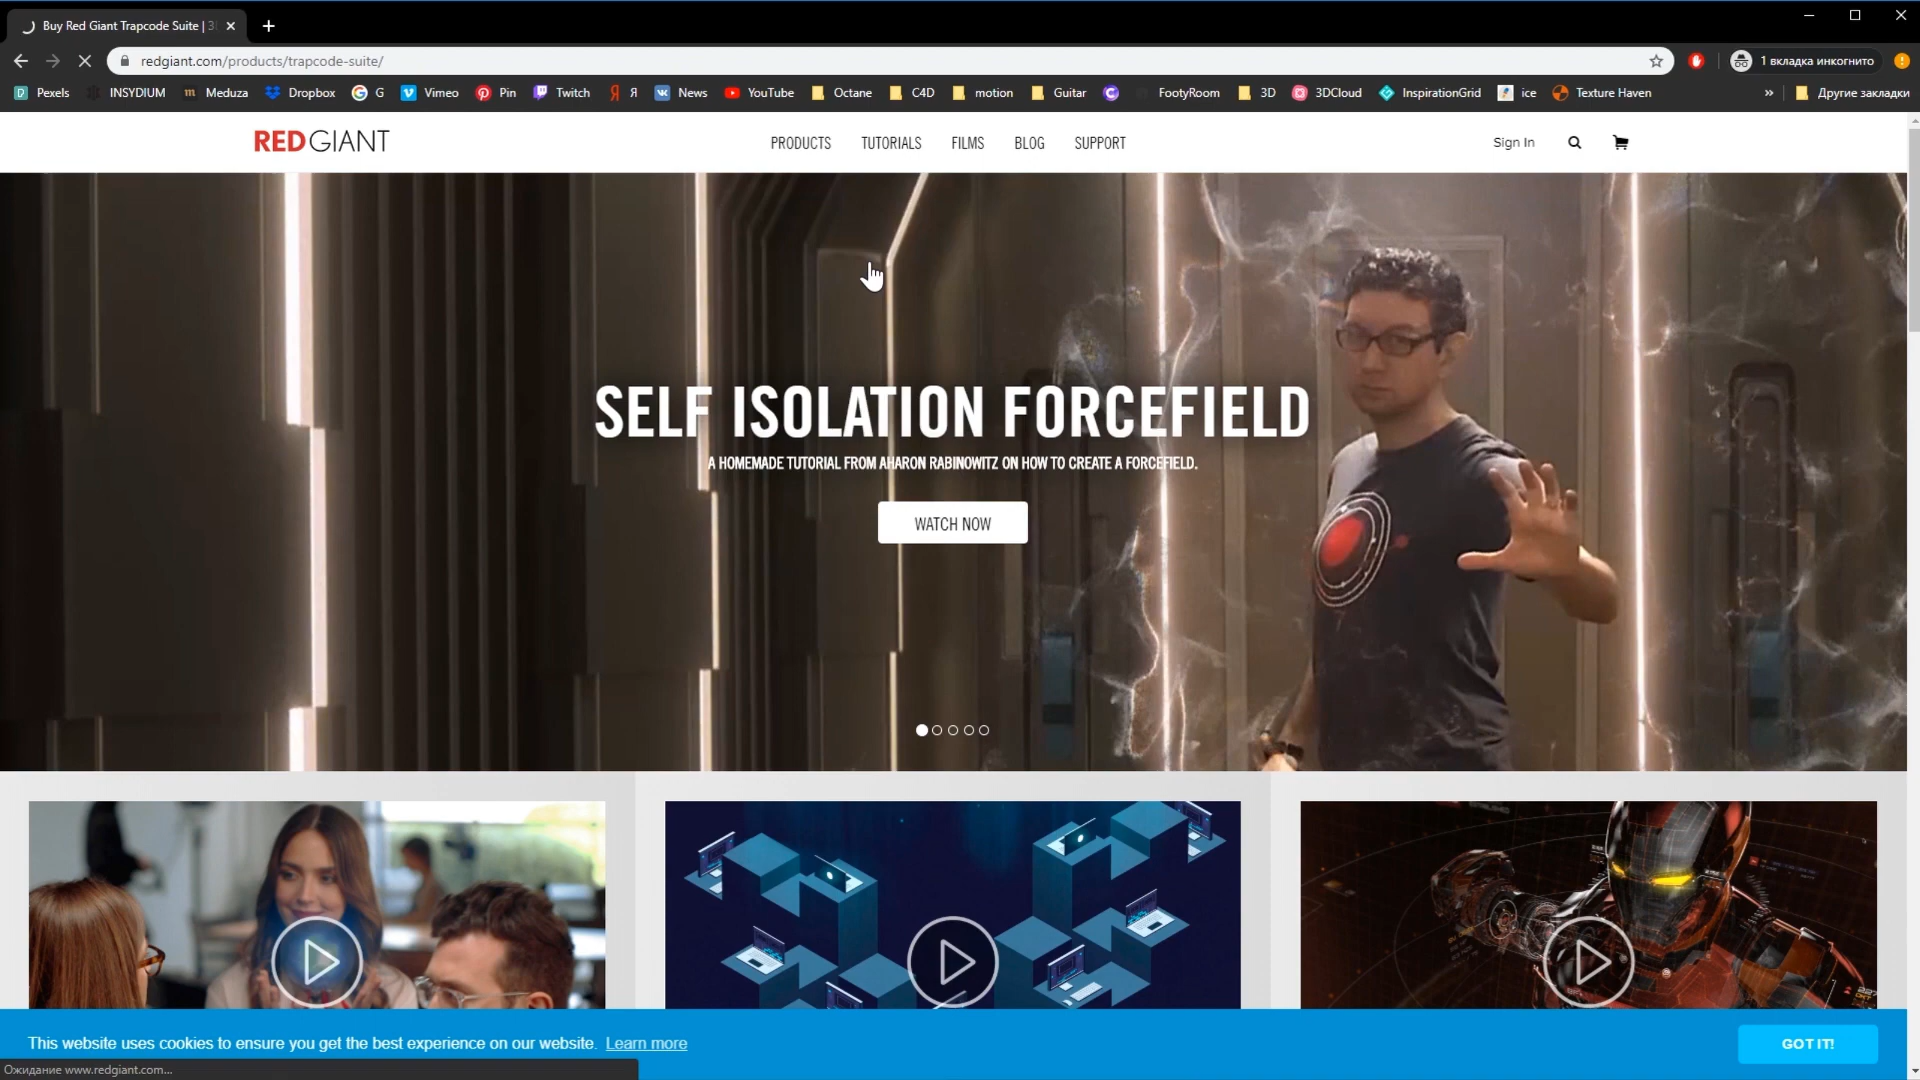 Buy Red Giant Trapcode Suite | 3
redgiant.com/products/trapcode-suite/
1 вкладка инкогнито
Pexels INSYDIUM Meduza Dropbox G Vimeo Pin Twitch Я News YouTube Octane C4D motion Guitar FootyRoom 3D 3DCloud InspirationGrid ice Texture Haven » Другие закладки
REDGIANT PRODUCTS TUTORIALS FILMS BLOG SUPPORT Sign In
SELF ISOLATION FORCEFIELD
A HOMEMADE TUTORIAL FROM AHARON RABINOWITZ ON HOW TO CREATE A FORCEFIELD.
WATCH NOW
This website uses cookies to ensure you get the best experience on our website. Learn more
GOT IT!
Ожидание www.redgiant.com...